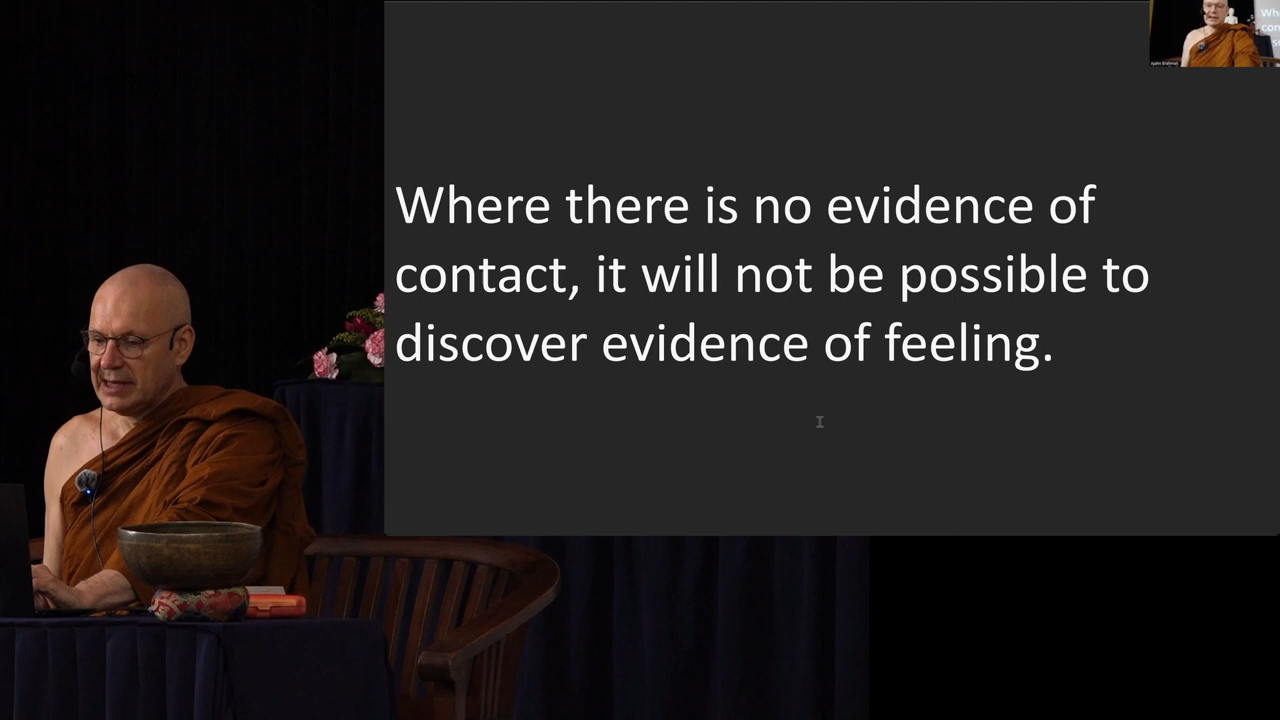 Where there is no evidence of
contact, it will not be possible to
discover evidence of feeling.